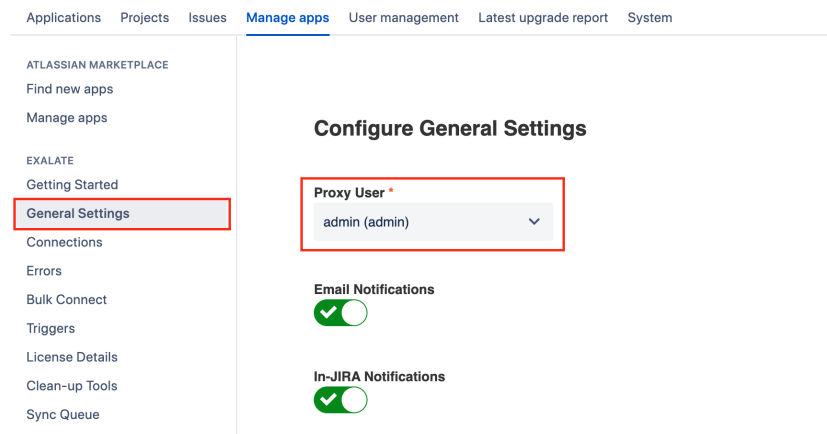 Applications Projects Issues Manage apps User management Latest upgrade report System
ATLASSIAN MARKETPLACE
Find new apps
Manage apps
EXALATE
Getting Started
General Settings
Connections
Errors
Bulk Connect
Triggers
License Details
Clean-up Tools
Sync Queue
Configure General Settings
Proxy User *
admin (admin)
Email Notifications
In-JIRA Notifications